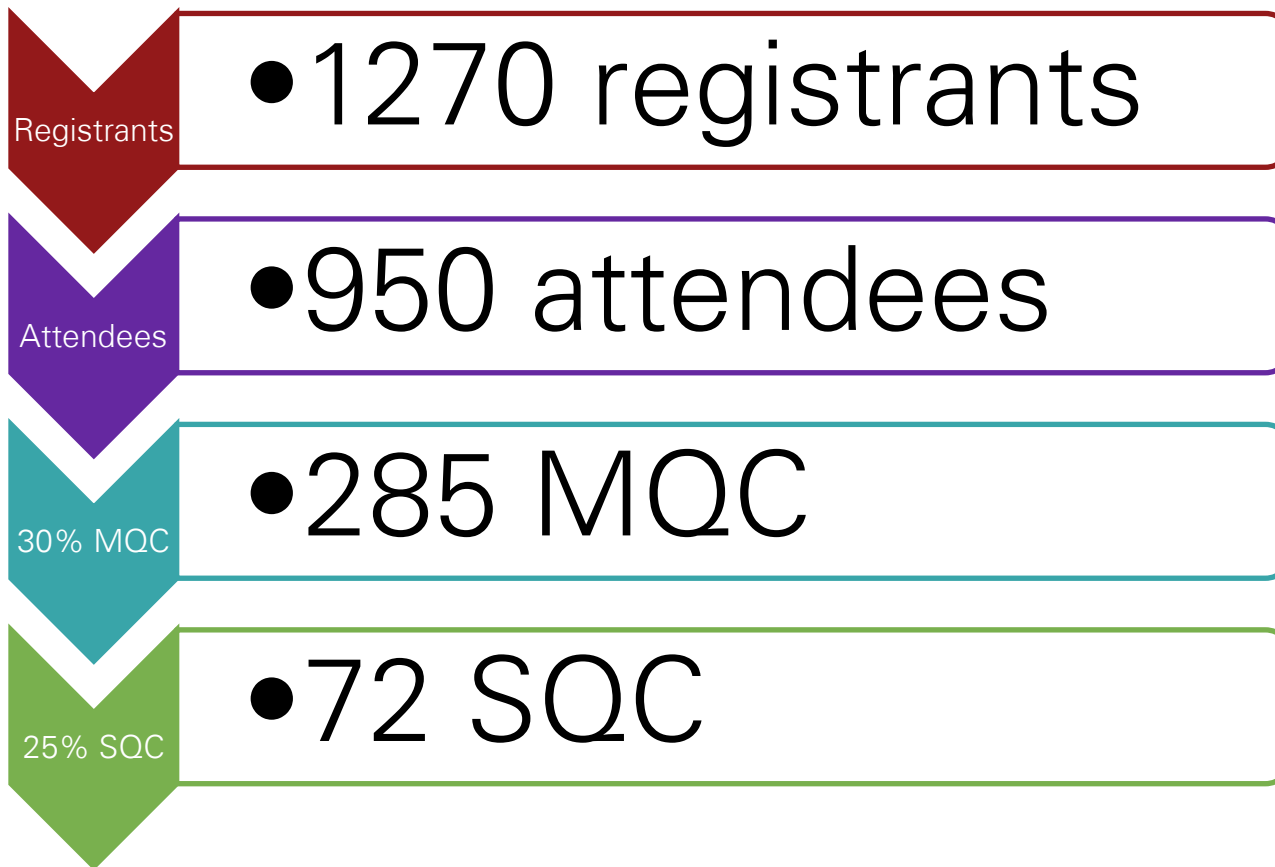 Registrants
•1270 registrants
Attendees
•950 attendees
30% MQC
•285 MQC
25% SQC
•72 SQC